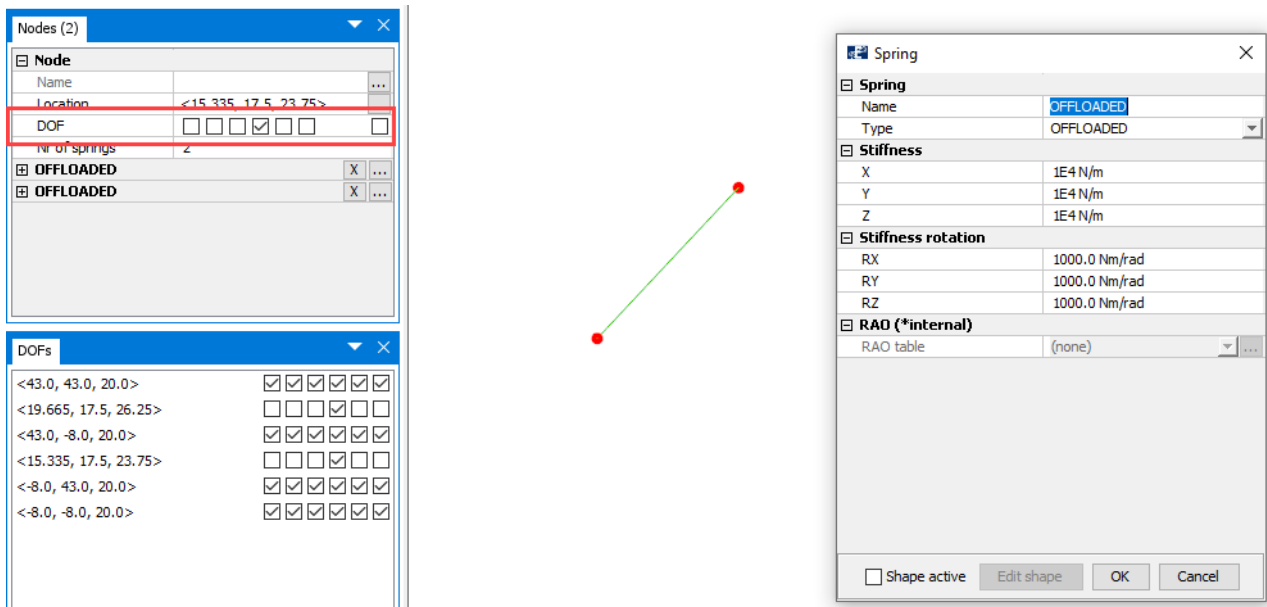 Nodes (2)
Node
Name ...
Location <15.335, 17.5, 23.75>
DOF
Nr of springs 2
OFFLOADED X ...
OFFLOADED X ...
DOFs
<43.0, 43.0, 20.0>
<19.665, 17.5, 26.25>
<43.0, -8.0, 20.0>
<15.335, 17.5, 23.75>
<-8.0, 43.0, 20.0>
<-8.0, -8.0, 20.0>
Spring
Spring
Name OFFLOADED
Type OFFLOADED
Stiffness
X 1E4 N/m
Y 1E4 N/m
Z 1E4 N/m
Stiffness rotation
RX 1000.0 Nm/rad
RY 1000.0 Nm/rad
RZ 1000.0 Nm/rad
RAO (*internal)
RAO table (none) ...
Shape active Edit shape OK Cancel